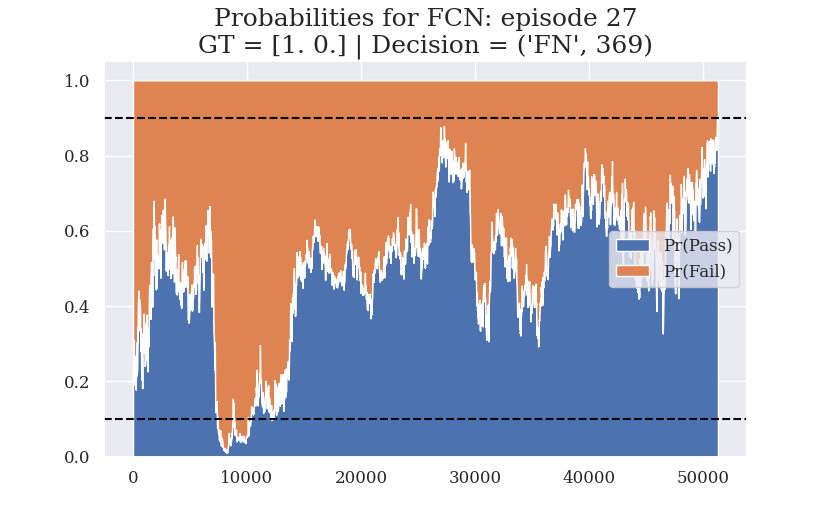 Probabilities for FCN: episode 27
GT = [1. 0.] | Decision = ('FN', 369)
1.0
0.8
0.6
0.4
0.2
0.0
Pr(Pass)
Pr(Fail)
0 10000 20000 30000 40000 50000